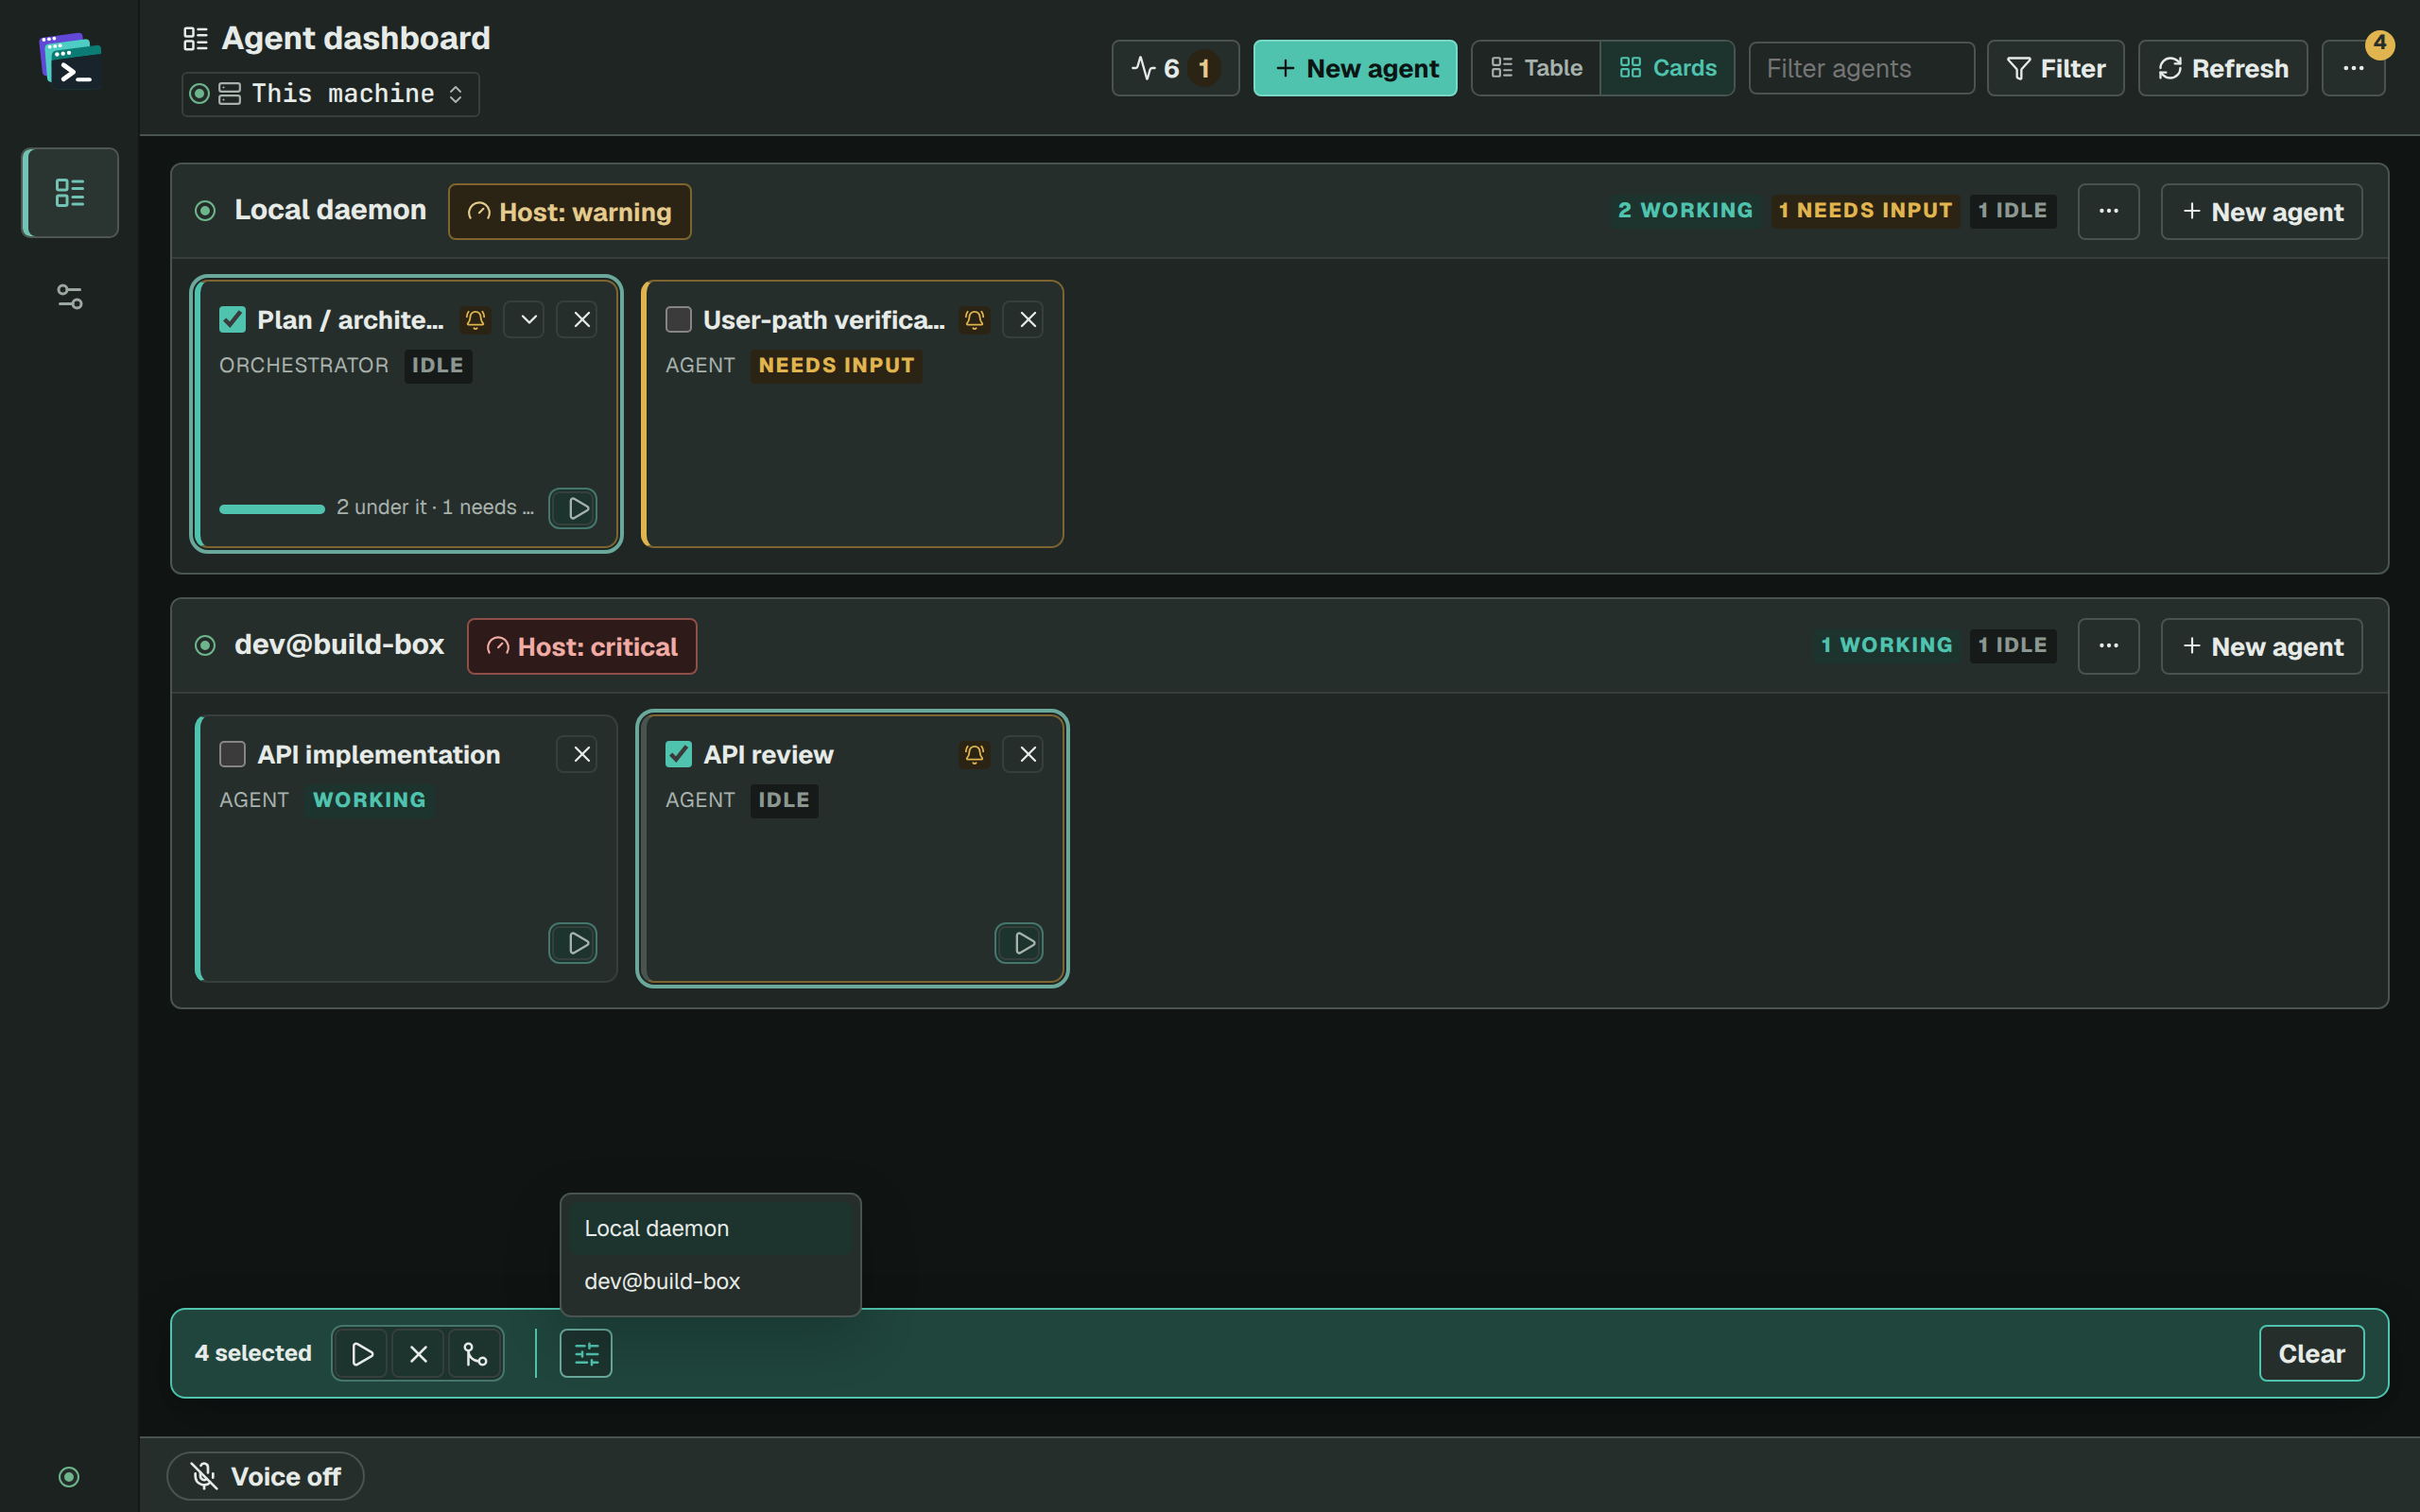 Agent dashboard
This machine
6 1
+ New agent
Table
Cards
Filter agents
Filter
Refresh
...
4
Local daemon
Host: warning
2 WORKING
1 NEEDS INPUT
1 IDLE
...
+ New agent
Plan / archite...
ORCHESTRATOR IDLE
2 under it · 1 needs ...
User-path verifica...
AGENT NEEDS INPUT
dev@build-box
Host: critical
1 WORKING
1 IDLE
...
+ New agent
API implementation
AGENT WORKING
API review
AGENT IDLE
Local daemon
dev@build-box
4 selected
Clear
Voice off